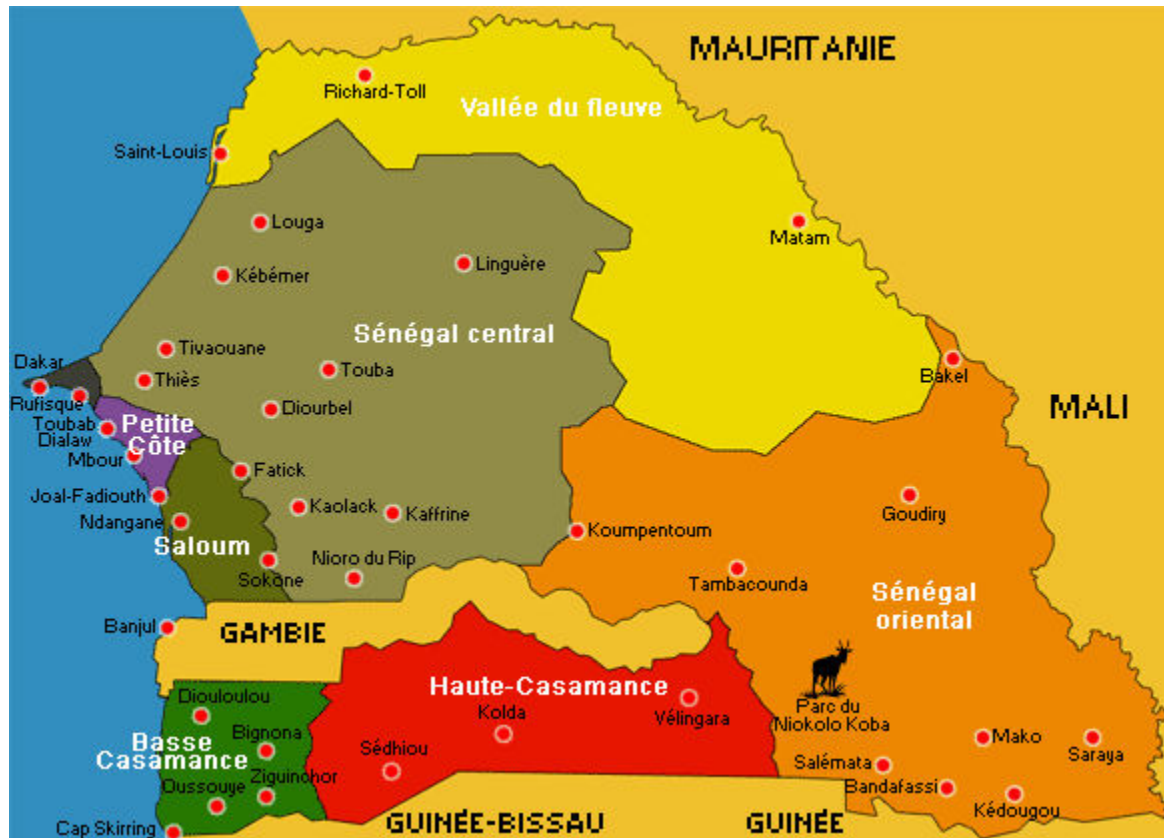 MAURITANIE
Richard-Toll
Vallée du fleuve
Saint-Louis
Louga
Matam
Linguère
Kébémer
Sénégal central
Tivaouane
Dakar
Touba
Bakel
Thiès
Rufisque
MALI
Diourbel
Petite
Côte
Toubab
Dialaw
Mbour
Fatick
Joal-Fadiouth
Kaolack
Kaffrine
Goudiry
Ndangane
Koumpentoum
Saloum
Nioro du Rip
Sokone
Tambacounda
Sénégal
oriental
Banjul
GAMBIE
Haute-Casamance
Diouloulou
Kolda
Vélingara
Parc du
Niokolo Koba
Bignona
Basse
Casamance
Mako
Sédhiou
Saraya
Salémata
Ziguinchor
Oussouye
Bandafassi
Kédougou
Cap Skirring
GUINÉE-BISSAU
GUINÉE